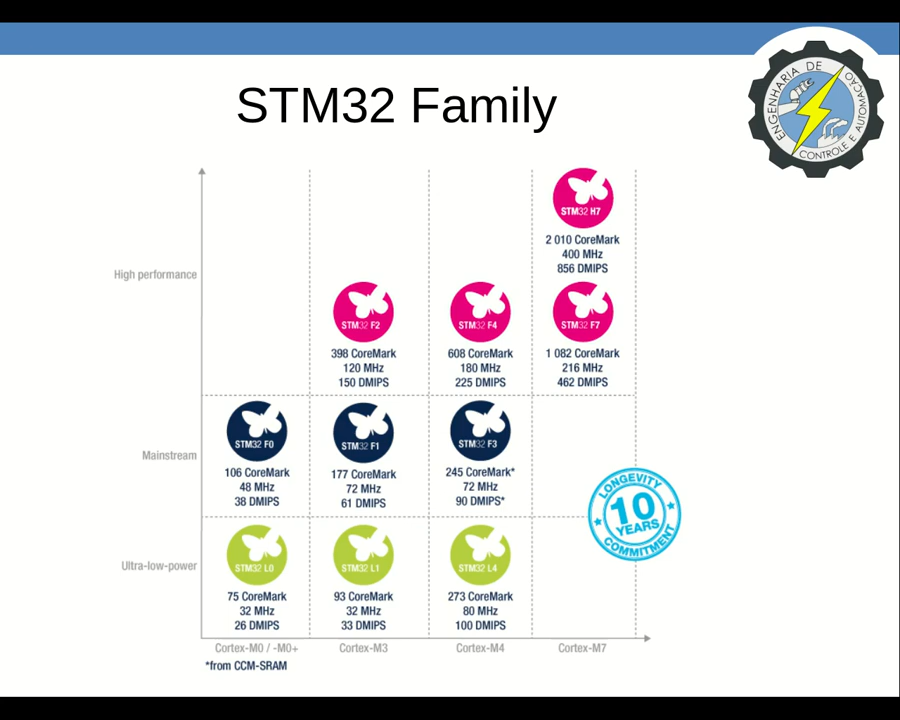 STM32 Family
ENGENHARIA DE
CONTROLE E AUTOMAÇÃO
High performance
STM32 H7
2 010 CoreMark
400 MHz
856 DMIPS
STM32 F2
398 CoreMark
120 MHz
150 DMIPS
STM32 F4
608 CoreMark
180 MHz
225 DMIPS
STM32 F7
1 082 CoreMark
216 MHz
462 DMIPS
Mainstream
STM32 F0
106 CoreMark
48 MHz
38 DMIPS
STM32 F1
177 CoreMark
72 MHz
61 DMIPS
STM32 F3
245 CoreMark*
72 MHz
90 DMIPS*
LONGEVITY
10
YEARS
COMMITMENT
Ultra-low-power
STM32 L0
75 CoreMark
32 MHz
26 DMIPS
STM32 L1
93 CoreMark
32 MHz
33 DMIPS
STM32 L4
273 CoreMark
80 MHz
100 DMIPS
Cortex-M0 / -M0+
Cortex-M3
Cortex-M4
Cortex-M7
*from CCM-SRAM